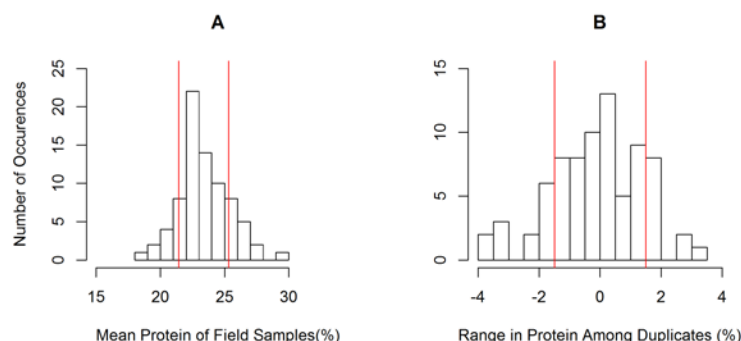 A
Number of Occurences
25
20
15
10
5
0
15 20 25 30
Mean Protein of Field Samples(%)
B
15
10
5
0
-4 -2 0 2 4
Range in Protein Among Duplicates (%)